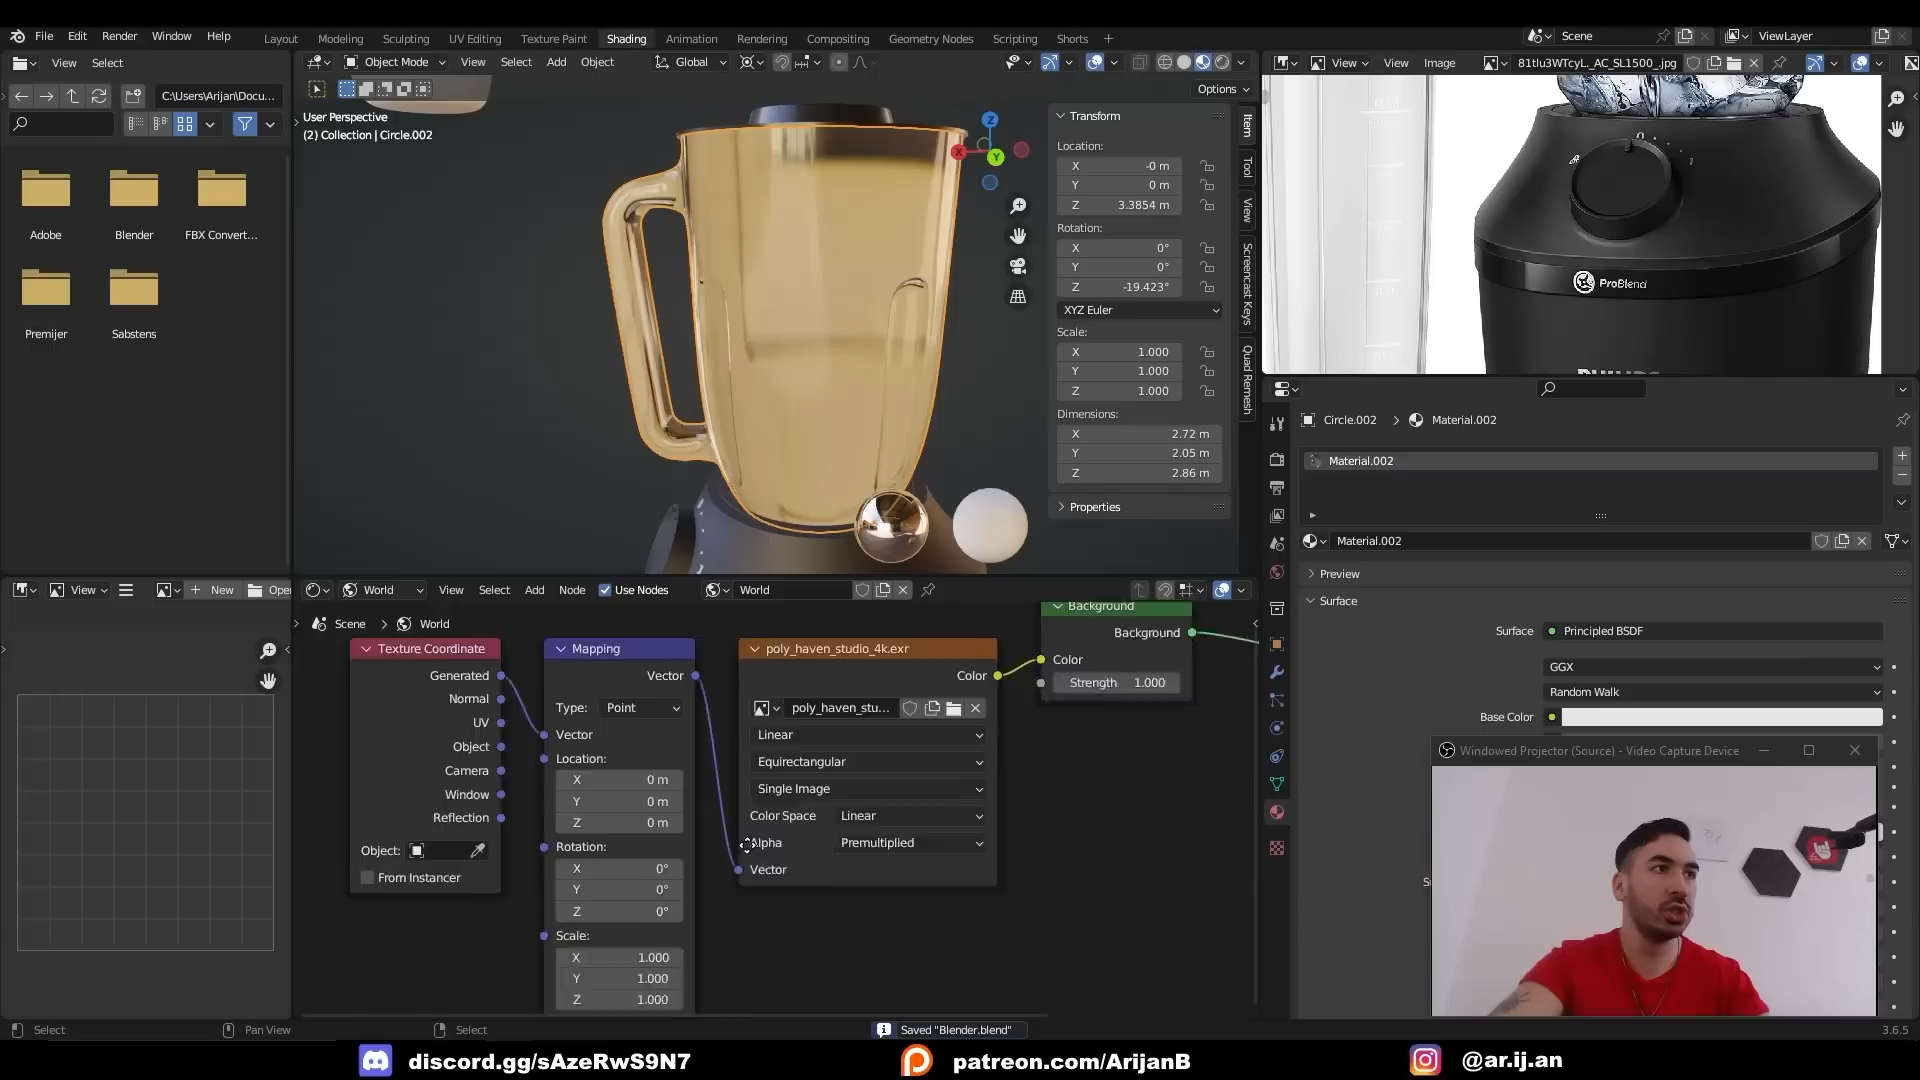 File Edit Render Window Help
Layout Modeling Sculpting UV Editing Texture Paint Shading Animation Rendering Compositing Geometry Nodes Scripting Shorts +
Scene
ViewLayer
View Select
C:\Users\Arijan\Docu...
Adobe
Blender
FBX Convert...
Premijer
Sabstens
Object Mode View Select Add Object Global
Options
User Perspective
(2) Collection | Circle.002
Z
X
Y
Transform
Location:
X -0 m
Y 0 m
Z 3.3854 m
Rotation:
X 0°
Y 0°
Z -19.423°
XYZ Euler
Scale:
X 1.000
Y 1.000
Z 1.000
Dimensions:
X 2.72 m
Y 2.05 m
Z 2.86 m
Properties
Item
Tool
View
Screencast Keys
Quad Remesh
View View Image 81tlu3WTcyL._AC_SL1500_.jpg
ProBlend
Circle.002 > Material.002
Material.002
Material.002
Preview
Surface
Surface Principled BSDF
GGX
Random Walk
Base Color
Windowed Projector (Source) - Video Capture Device
View
New
Open
World View Select Add Node Use Nodes World
Scene > World
Texture Coordinate
Generated
Normal
UV
Object
Camera
Window
Reflection
Object:
From Instancer
Mapping
Vector
Type: Point
Vector
Location:
X 0 m
Y 0 m
Z 0 m
Rotation:
X 0°
Y 0°
Z 0°
Scale:
X 1.000
Y 1.000
Z 1.000
poly_haven_studio_4k.exr
Color
poly_haven_stu...
Linear
Equirectangular
Single Image
Color Space Linear
Alpha Premultiplied
Vector
Background
Background
Color
Strength 1.000
Select
Pan View
Select
Saved "Blender.blend"
3.6.5
discord.gg/sAzeRwS9N7
patreon.com/ArijanB
@ar.ij.an